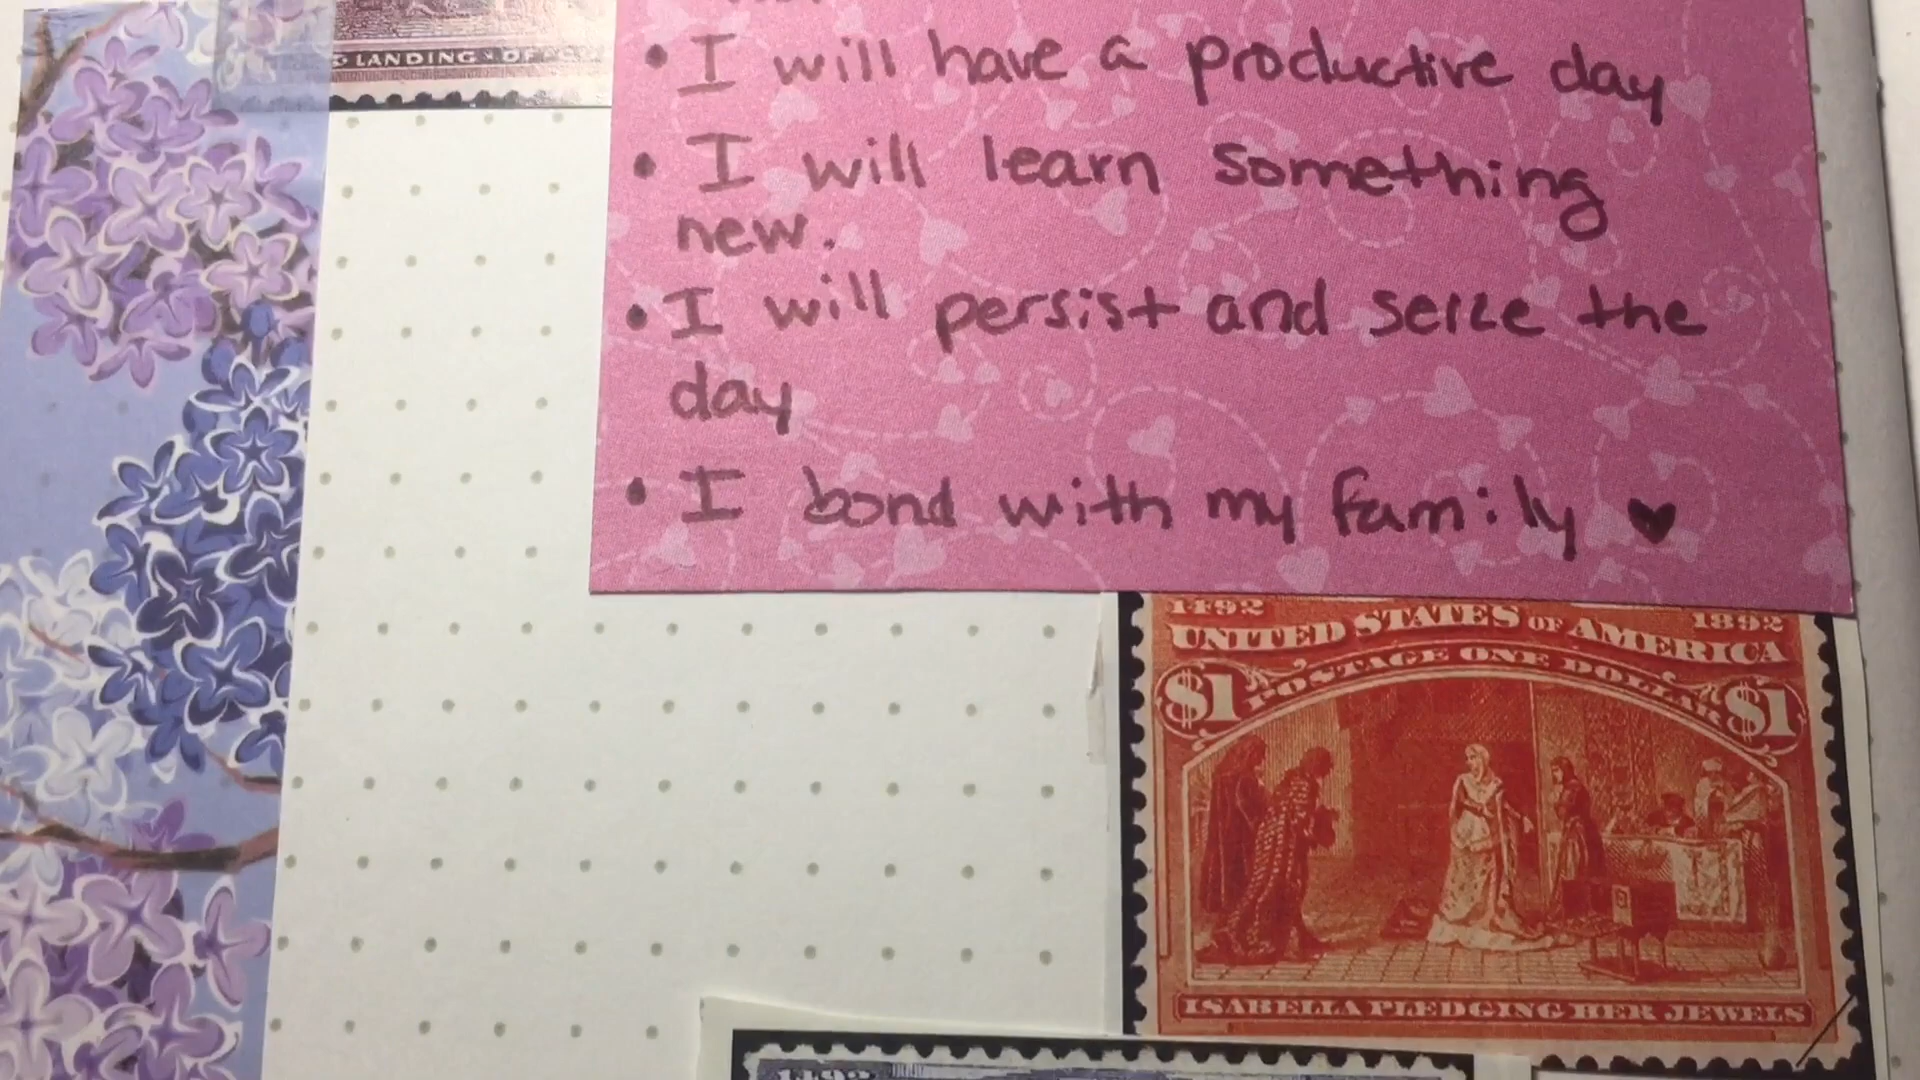 LANDING OF
• I will have a productive day
• I will learn something
new.
• I will persist and seize the
day
• I bond with my family ♥
1492 1892
UNITED STATES OF AMERICA
POSTAGE ONE DOLLAR
$1 $1
ISABELLA PLEDGING HER JEWELS
1492